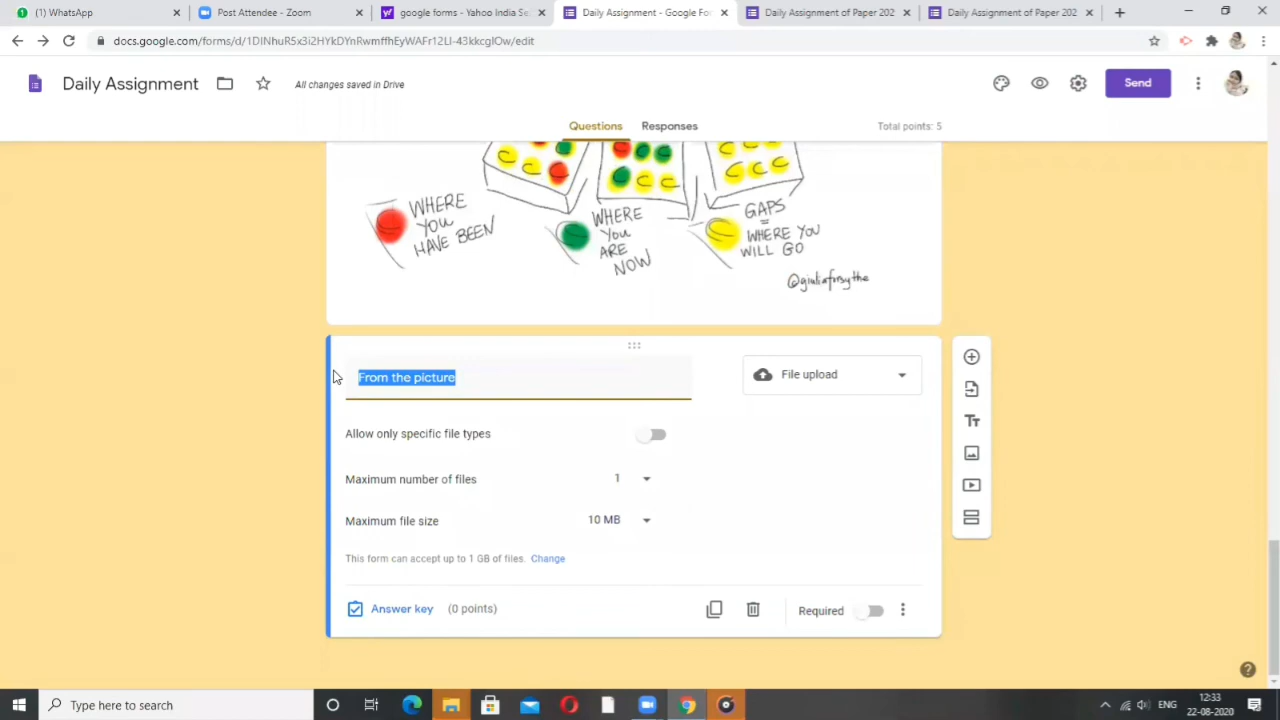 (1) WhatsApp
Post Attendee - Zoom
google forms - Yahoo India Se
Daily Assignment - Google For
Daily Assignment of Paper 202
Daily Assignment of Paper 202
docs.google.com/forms/d/1DINhuR5x3i2HYkDYnRwmffhEyWAFr12LI-43kkcgIOw/edit
Daily Assignment
All changes saved in Drive
Send
Questions
Responses
Total points: 5
WHERE YOU HAVE BEEN
WHERE YOU ARE NOW
GAPS = WHERE YOU WILL GO
@giuliaforsythe
From the picture
File upload
Allow only specific file types
Maximum number of files
1
Maximum file size
10 MB
This form can accept up to 1 GB of files. Change
Answer key (0 points)
Required
Type here to search
ENG
12:33
22-08-2020